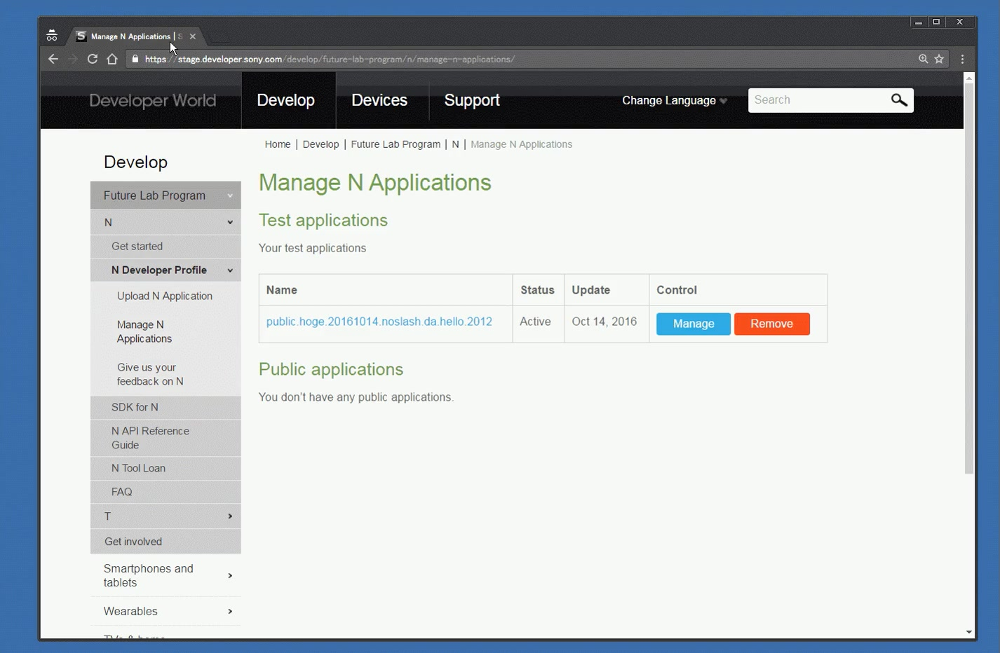 Manage N Applications | S
https://stage.developer.sony.com/develop/future-lab-program/n/manage-n-applications/
Developer World
Develop
Devices
Support
Change Language
Search
Home | Develop | Future Lab Program | N | Manage N Applications
Develop
Future Lab Program
N
Get started
N Developer Profile
Upload N Application
Manage N
Applications
Give us your
feedback on N
SDK for N
N API Reference
Guide
N Tool Loan
FAQ
T
Get involved
Smartphones and
tablets
Wearables
Manage N Applications
Test applications
Your test applications
Name Status Update Control
public.hoge.20161014.noslash.da.hello.2012 Active Oct 14, 2016 Manage Remove
Public applications
You don't have any public applications.